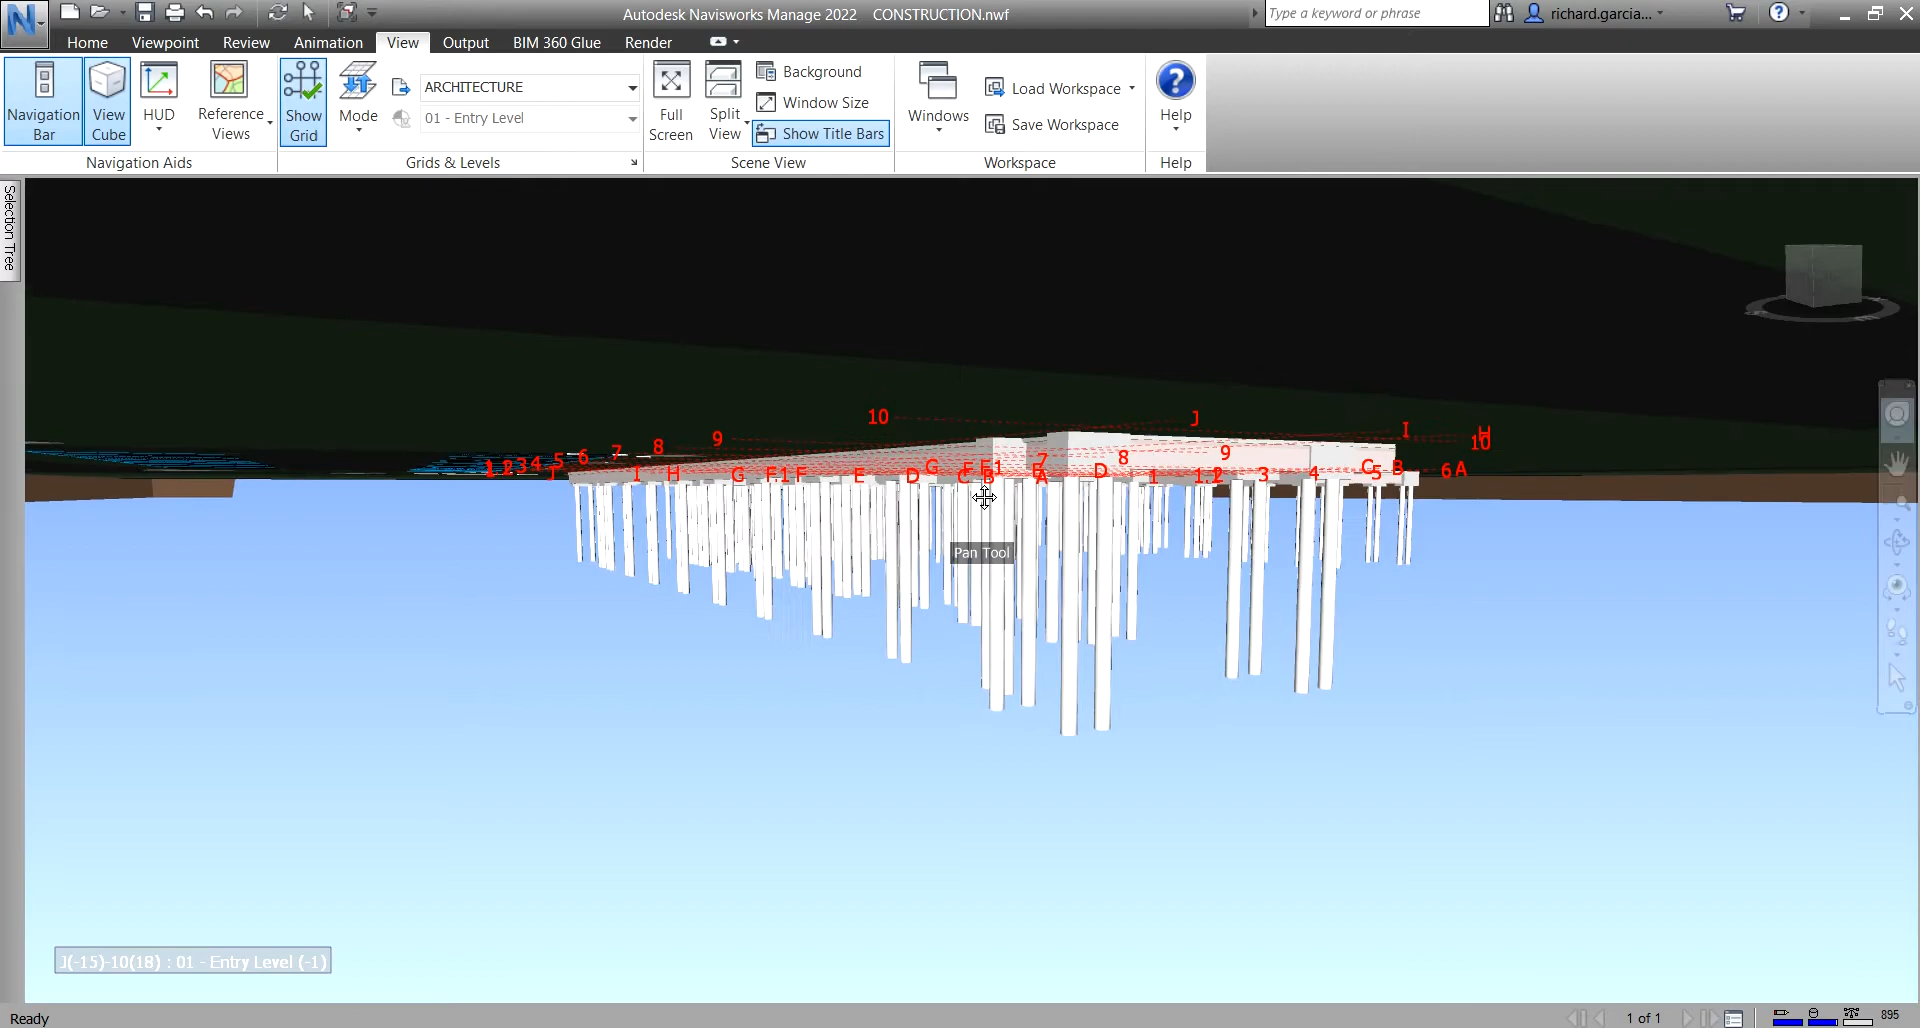 Autodesk Navisworks Manage 2022 CONSTRUCTION.nwf
Type a keyword or phrase
richard.garcia...
Home Viewpoint Review Animation View Output BIM 360 Glue Render
Navigation
Bar
View
Cube
HUD
Reference
Views
Show
Grid
Mode
ARCHITECTURE
01 - Entry Level
Full
Screen
Split
View
Background
Window Size
Show Title Bars
Windows
Load Workspace
Save Workspace
Help
Navigation Aids
Grids & Levels
Scene View
Workspace
Help
Selection Tree
10 J
I H
10
9 8 7 6 5 4 3 2 1
J I H G F.1 F E D G C F F.1 B 7 A D 8 1 9 2 3 4 C 5 B 6 A
Pan Tool
J(-15)-10(18) : 01 - Entry Level (-1)
Ready
1 of 1
895